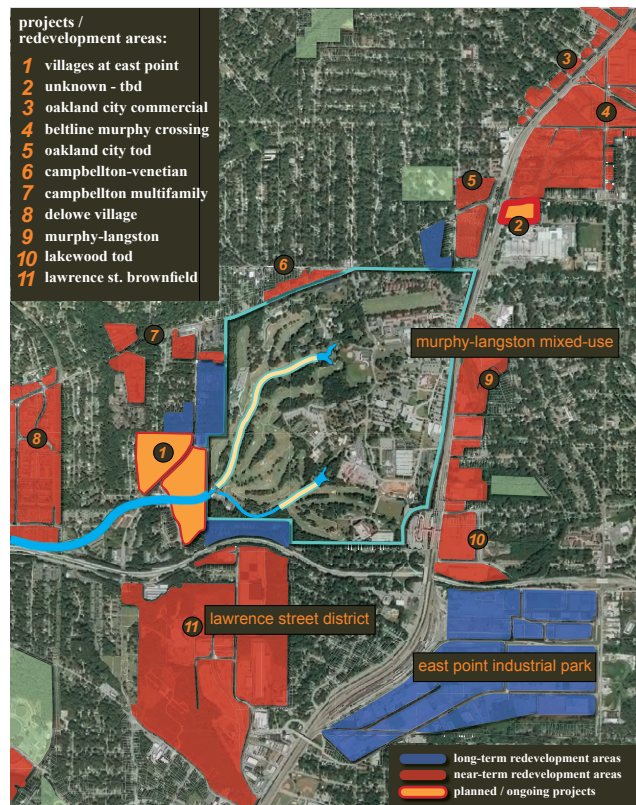 projects /
redevelopment areas:
1 villages at east point
2 unknown - tbd
3 oakland city commercial
4 beltline murphy crossing
5 oakland city tod
6 campbellton-venetian
7 campbellton multifamily
8 delowe village
9 murphy-langston
10 lakewood tod
11 lawrence st. brownfield
3
4
5
2
6
7
murphy-langston mixed-use
9
8
1
10
11
lawrence street district
east point industrial park
long-term redevelopment areas
near-term redevelopment areas
planned / ongoing projects